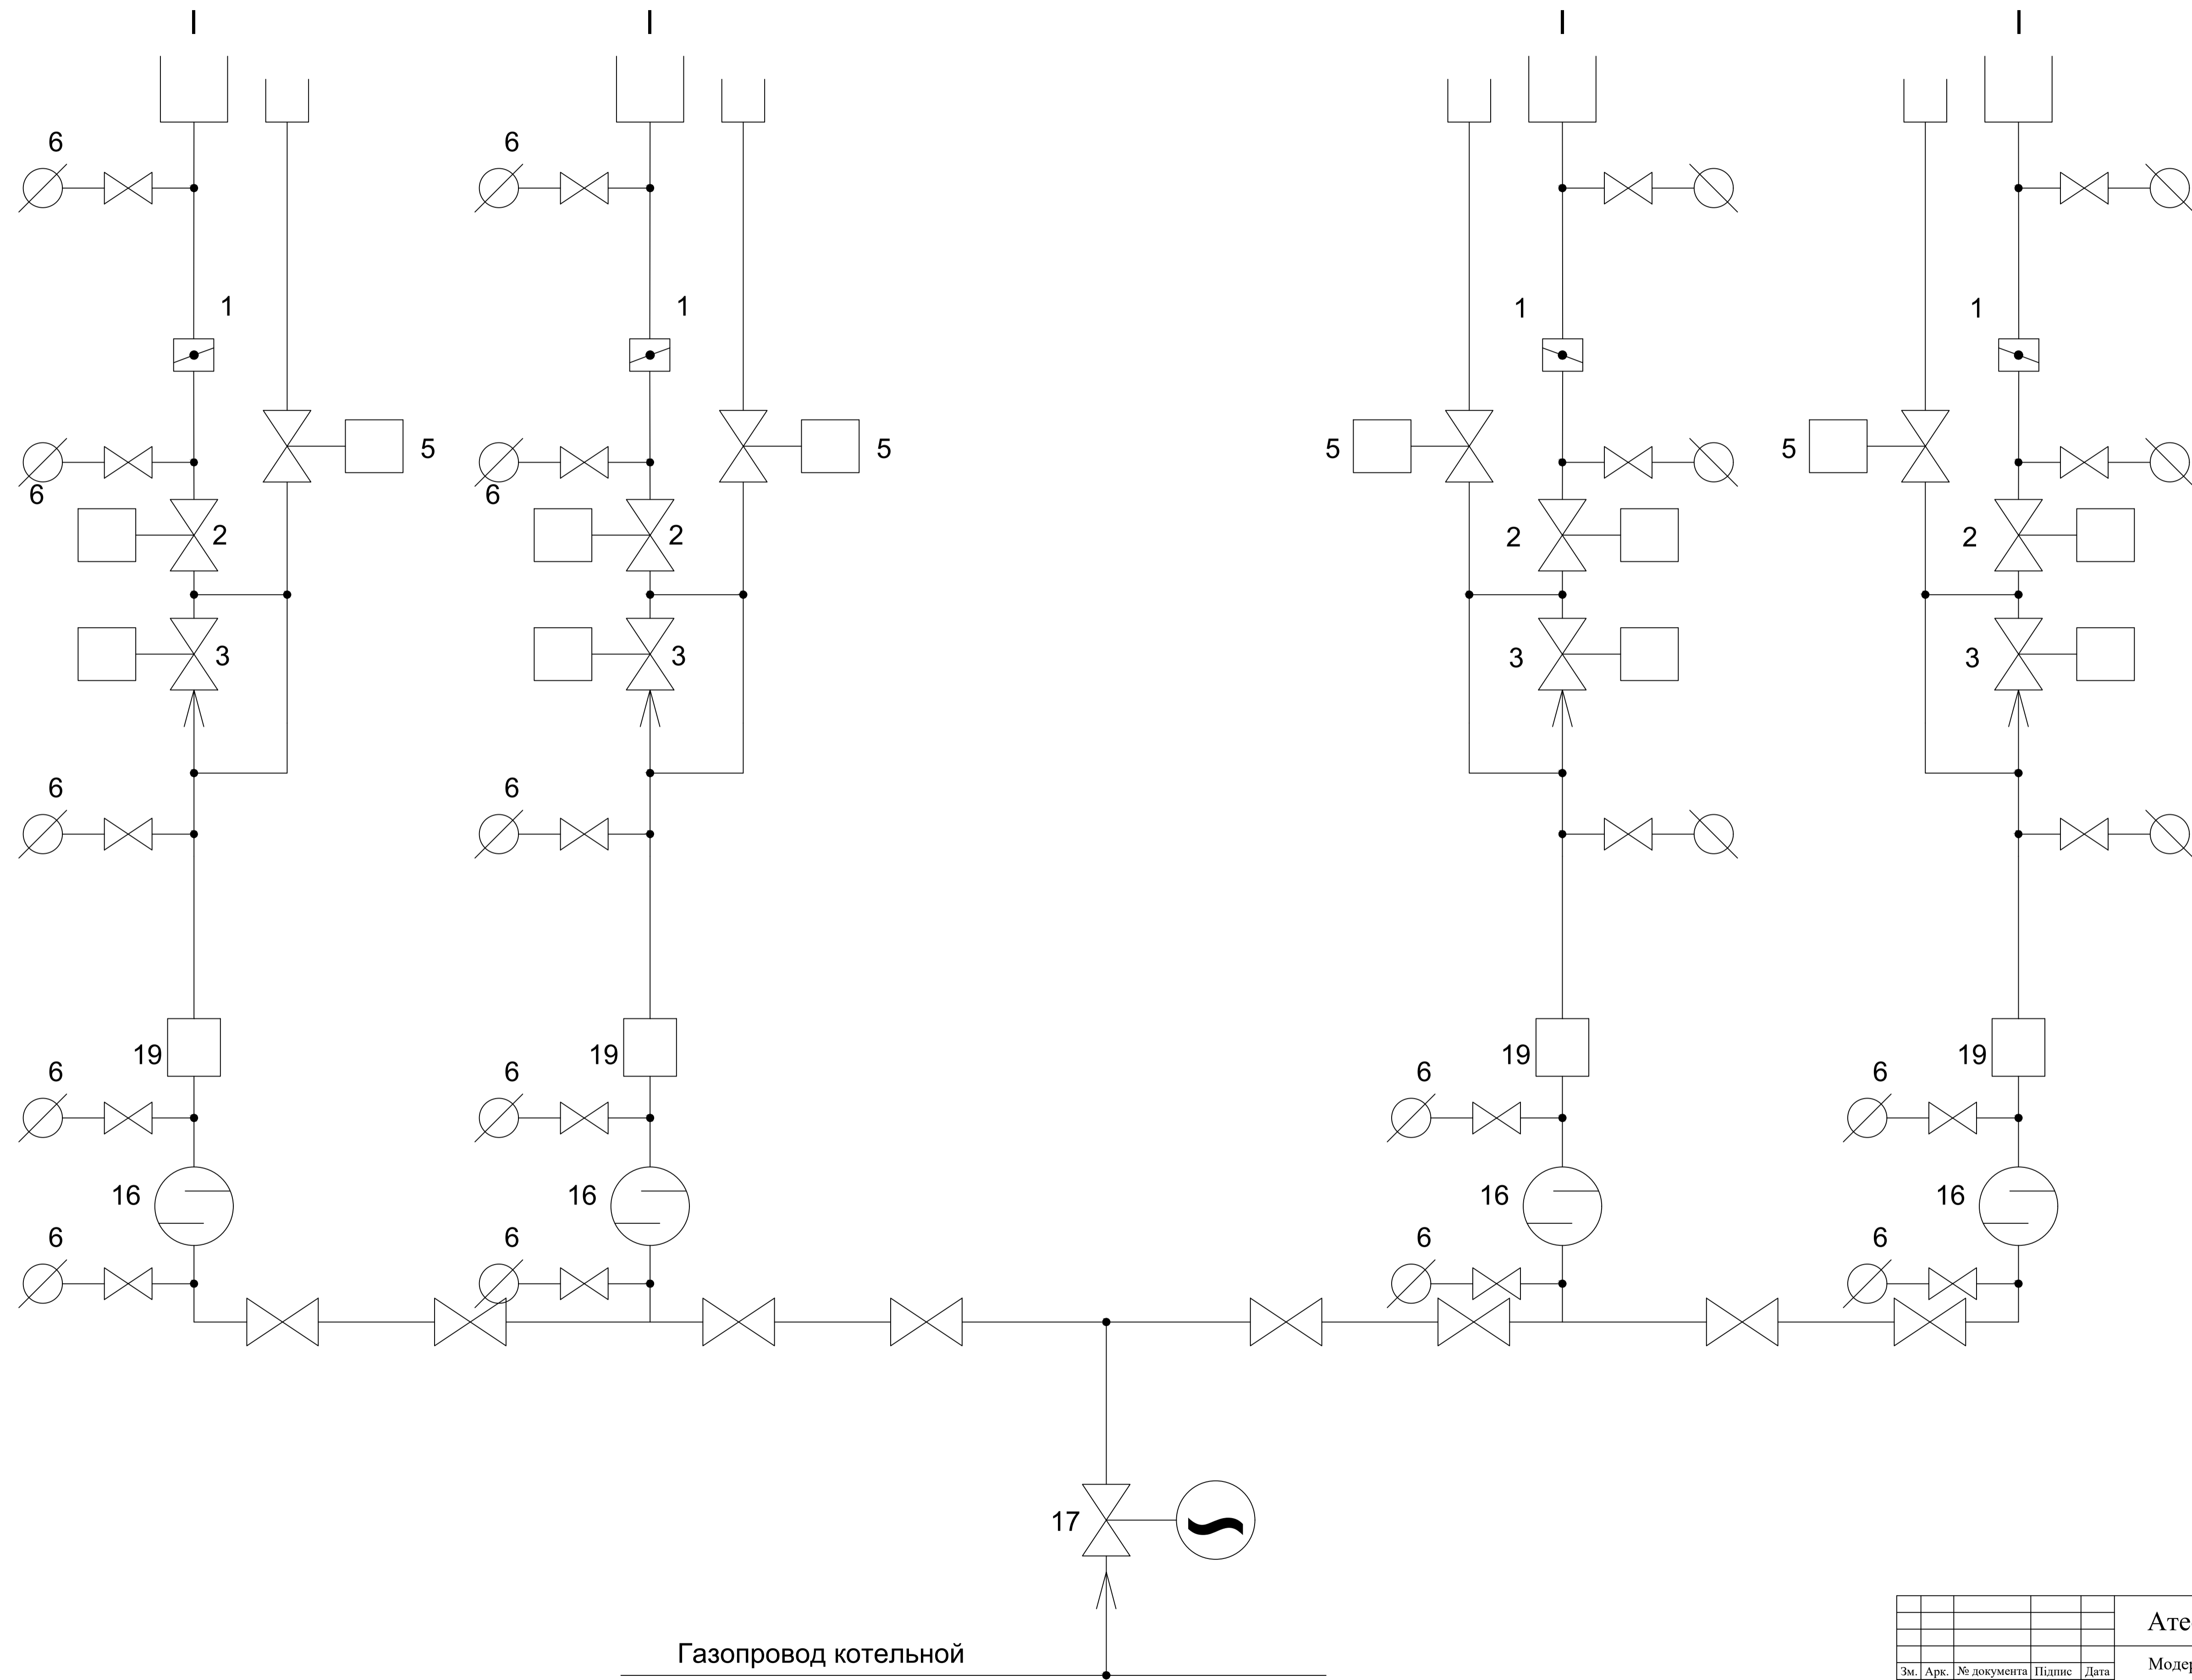 I I I I
6 6
1 1 1 1
5 5 5 5
6 6
2 2 2 2
3 3 3 3
6 6
19 19 19 19
6 6 6 6
16 16 16 16
6 6 6 6
17
Газопровод котельной
Ате
Зм. Арк. № документа Підпис Дата
Модер